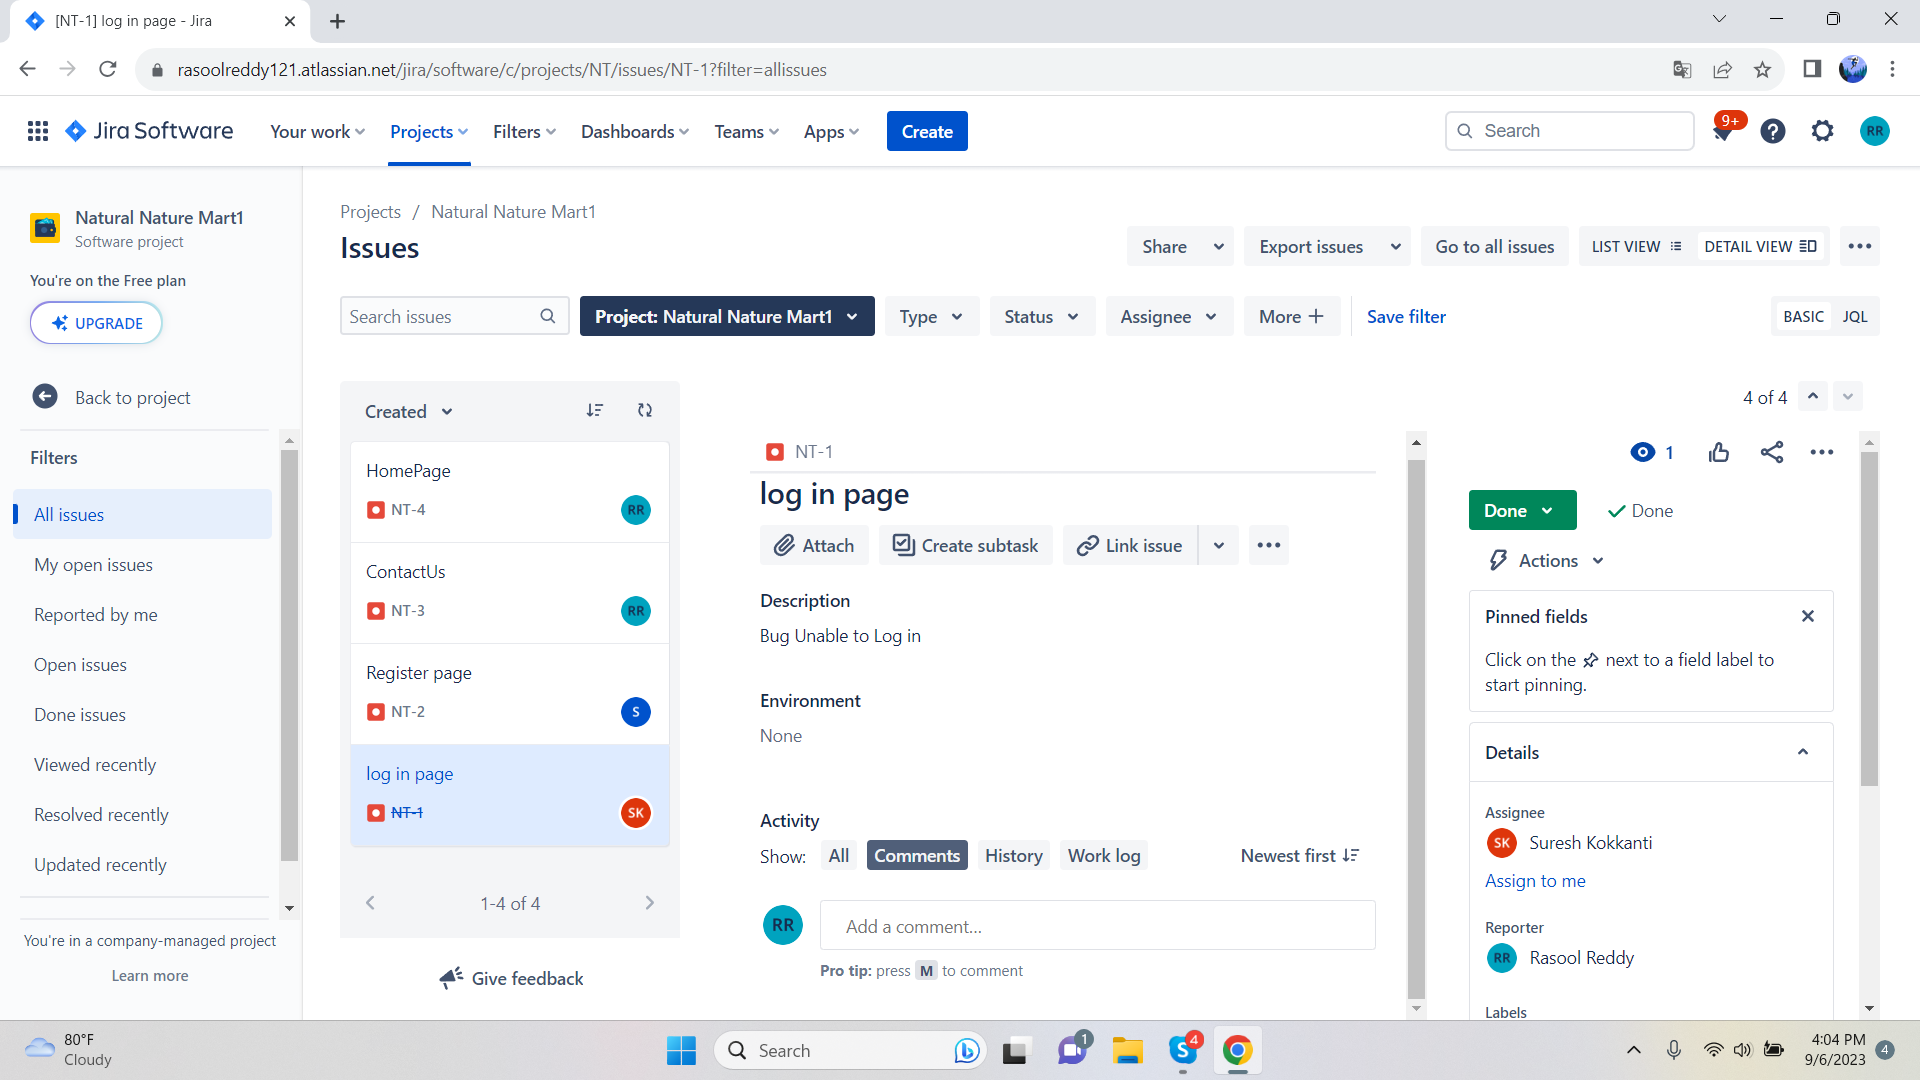 [NT-1] log in page - Jira
rasoolreddy121.atlassian.net/jira/software/c/projects/NT/issues/NT-1?filter=allissues
Jira Software
Your work
Projects
Filters
Dashboards
Teams
Apps
Create
Search
9+
RR
Natural Nature Mart1
Software project
You're on the Free plan
UPGRADE
Back to project
Filters
All issues
My open issues
Reported by me
Open issues
Done issues
Viewed recently
Resolved recently
Updated recently
You're in a company-managed project
Learn more
Projects / Natural Nature Mart1
Issues
Share
Export issues
Go to all issues
LIST VIEW
DETAIL VIEW
Search issues
Project: Natural Nature Mart1
Type
Status
Assignee
More
Save filter
BASIC
JQL
Created
HomePage
NT-4
RR
ContactUs
NT-3
RR
Register page
NT-2
S
log in page
NT-1
SK
1-4 of 4
Give feedback
4 of 4
NT-1
log in page
Attach
Create subtask
Link issue
Description
Bug Unable to Log in
Environment
None
Activity
Show:
All
Comments
History
Work log
Newest first
RR
Add a comment...
Pro tip: press M to comment
1
Done
Done
Actions
Pinned fields
Click on the next to a field label to
start pinning.
Details
Assignee
SK Suresh Kokkanti
Assign to me
Reporter
RR Rasool Reddy
Labels
80°F
Cloudy
Search
1
S
4
4:04 PM
9/6/2023
4